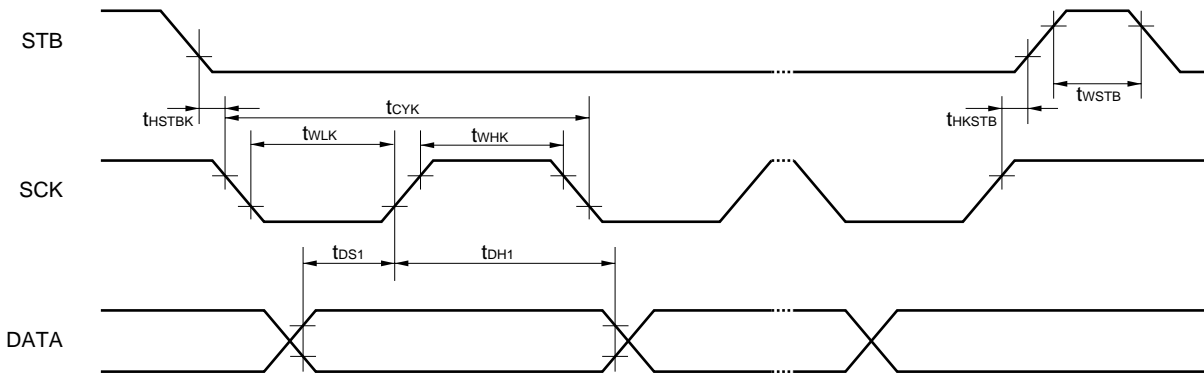 STB
tWSTB
tHSTBK
tCYK
tHKSTB
tWLK
tWHK
SCK
tDS1
tDH1
DATA